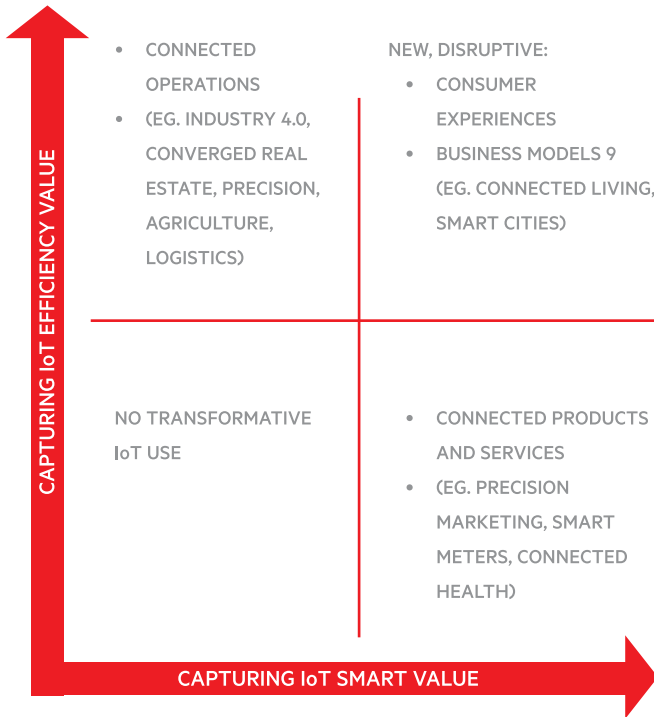 CAPTURING IoT EFFICIENCY VALUE
• CONNECTED
OPERATIONS
• (EG. INDUSTRY 4.0,
CONVERGED REAL
ESTATE, PRECISION,
AGRICULTURE,
LOGISTICS)
NEW, DISRUPTIVE:
• CONSUMER
EXPERIENCES
• BUSINESS MODELS 9
(EG. CONNECTED LIVING,
SMART CITIES)
NO TRANSFORMATIVE
IoT USE
• CONNECTED PRODUCTS
AND SERVICES
• (EG. PRECISION
MARKETING, SMART
METERS, CONNECTED
HEALTH)
CAPTURING IoT SMART VALUE